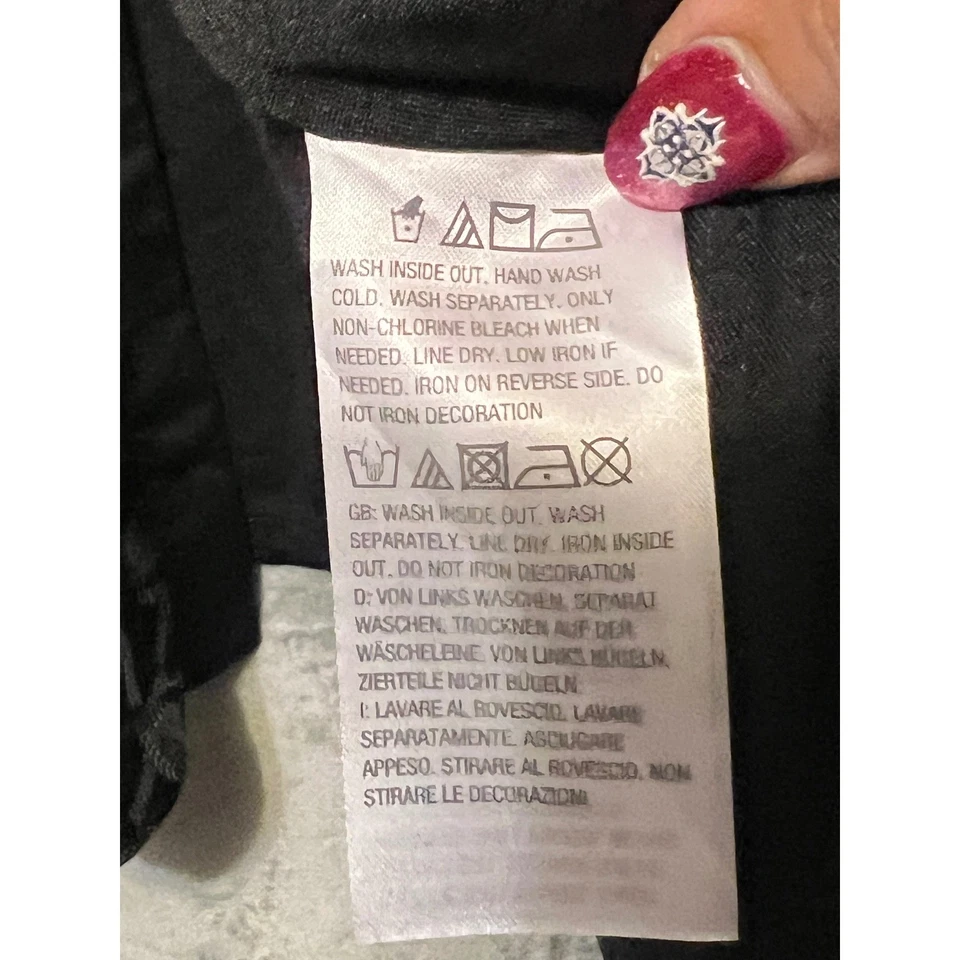 WASH INSIDE OUT. HAND WASH
COLD. WASH SEPARATELY. ONLY
NON-CHLORINE BLEACH WHEN
NEEDED. LINE DRY. LOW IRON IF
NEEDED. IRON ON REVERSE SIDE. DO
NOT IRON DECORATION
GB: WASH INSIDE OUT. WASH
SEPARATELY. LINE DRY. IRON INSIDE
OUT. DO NOT IRON DECORATION
D: VON LINKS WASCHEN. SEPARAT
WASCHEN. TROCKNEN AUF DER
WÄSCHELEINE. VON LINKS BÜGELN.
ZIERTEILE NICHT BÜGELN
I: LAVARE AL ROVESCIO. LAVARE
SEPARATAMENTE. ASCIUGARE
APPESO. STIRARE AL ROVESCIO. NON
STIRARE LE DECORAZIONI